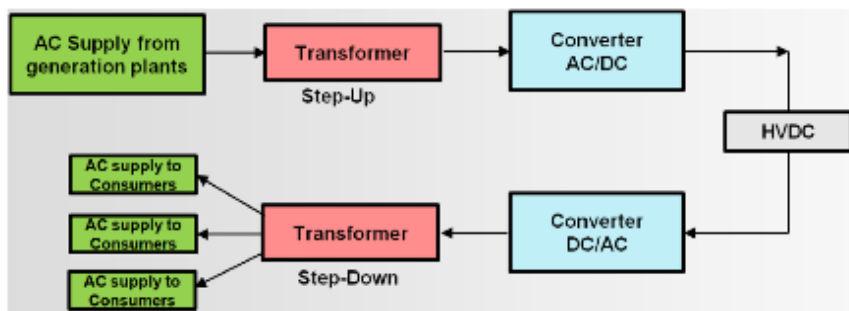 AC Supply from
generation plants
Transformer
Step-Up
Converter
AC/DC
HVDC
AC supply to
Consumers
AC supply to
Consumers
AC supply to
Consumers
Transformer
Step-Down
Converter
DC/AC